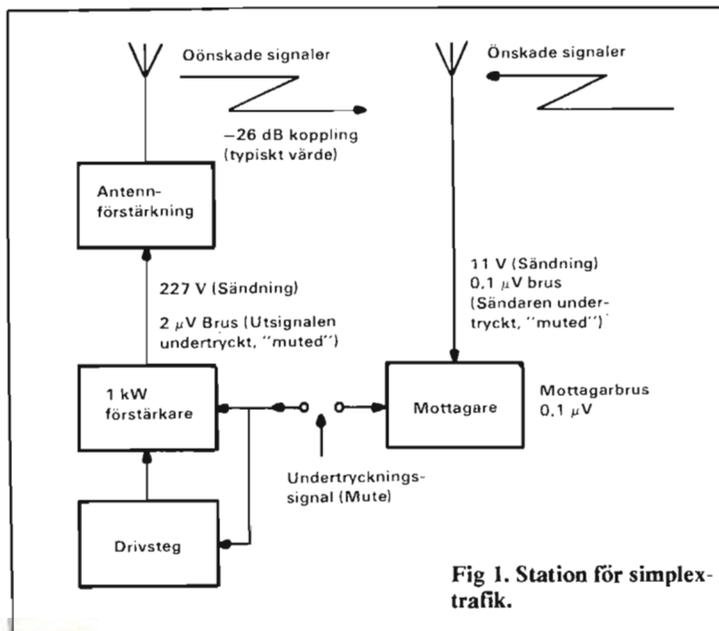 Oönskade signaler
Önskade signaler
−26 dB koppling
(typiskt värde)
Antenn-
förstärkning
227 V (Sändning)
2 μV Brus (Utsignalen
undertryckt, "muted")
11 V (Sändning)
0,1 μV brus
(Sändaren under-
tryckt, "muted")
1 kW
förstärkare
Mottagare
Mottagarbrus
0,1 μV
Undertrycknings-
signal (Mute)
Drivsteg
Fig 1. Station för simplex-
trafik.